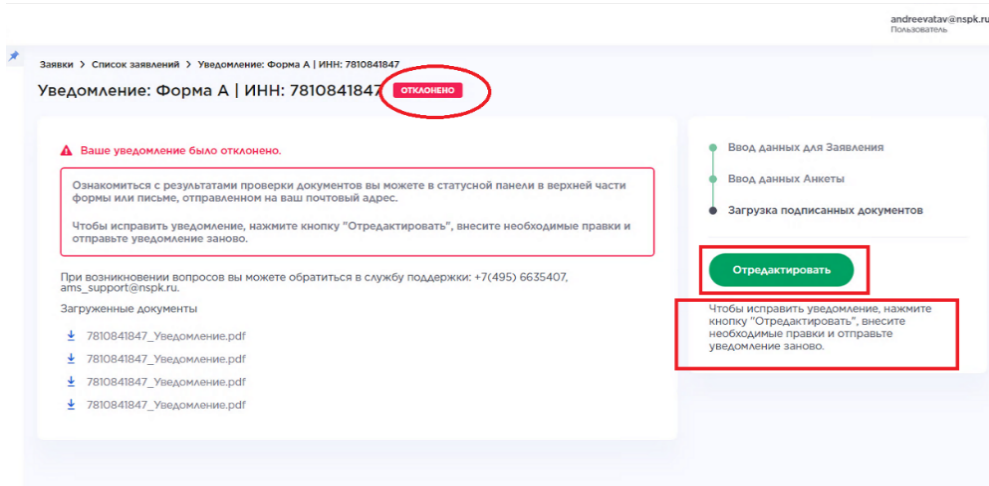 andreevatav@nspk.ru
Пользователь
Заявки > Список заявлений > Уведомление: Форма А | ИНН: 7810841847
Уведомление: Форма А | ИНН: 7810841847 ОТКЛОНЕНО
Ваше уведомление было отклонено.
Ознакомиться с результатами проверки документов вы можете в статусной панели в верхней части
формы или письме, отправленном на ваш почтовый адрес.
Чтобы исправить уведомление, нажмите кнопку "Отредактировать", внесите необходимые правки и
отправьте уведомление заново.
При возникновении вопросов вы можете обратиться в службу поддержки: +7(495) 6635407,
ams_support@nspk.ru.
Загруженные документы
7810841847_Уведомление.pdf
7810841847_Уведомление.pdf
7810841847_Уведомление.pdf
7810841847_Уведомление.pdf
Ввод данных для Заявления
Ввод данных Анкеты
Загрузка подписанных документов
Отредактировать
Чтобы исправить уведомление, нажмите
кнопку "Отредактировать", внесите
необходимые правки и отправьте
уведомление заново.